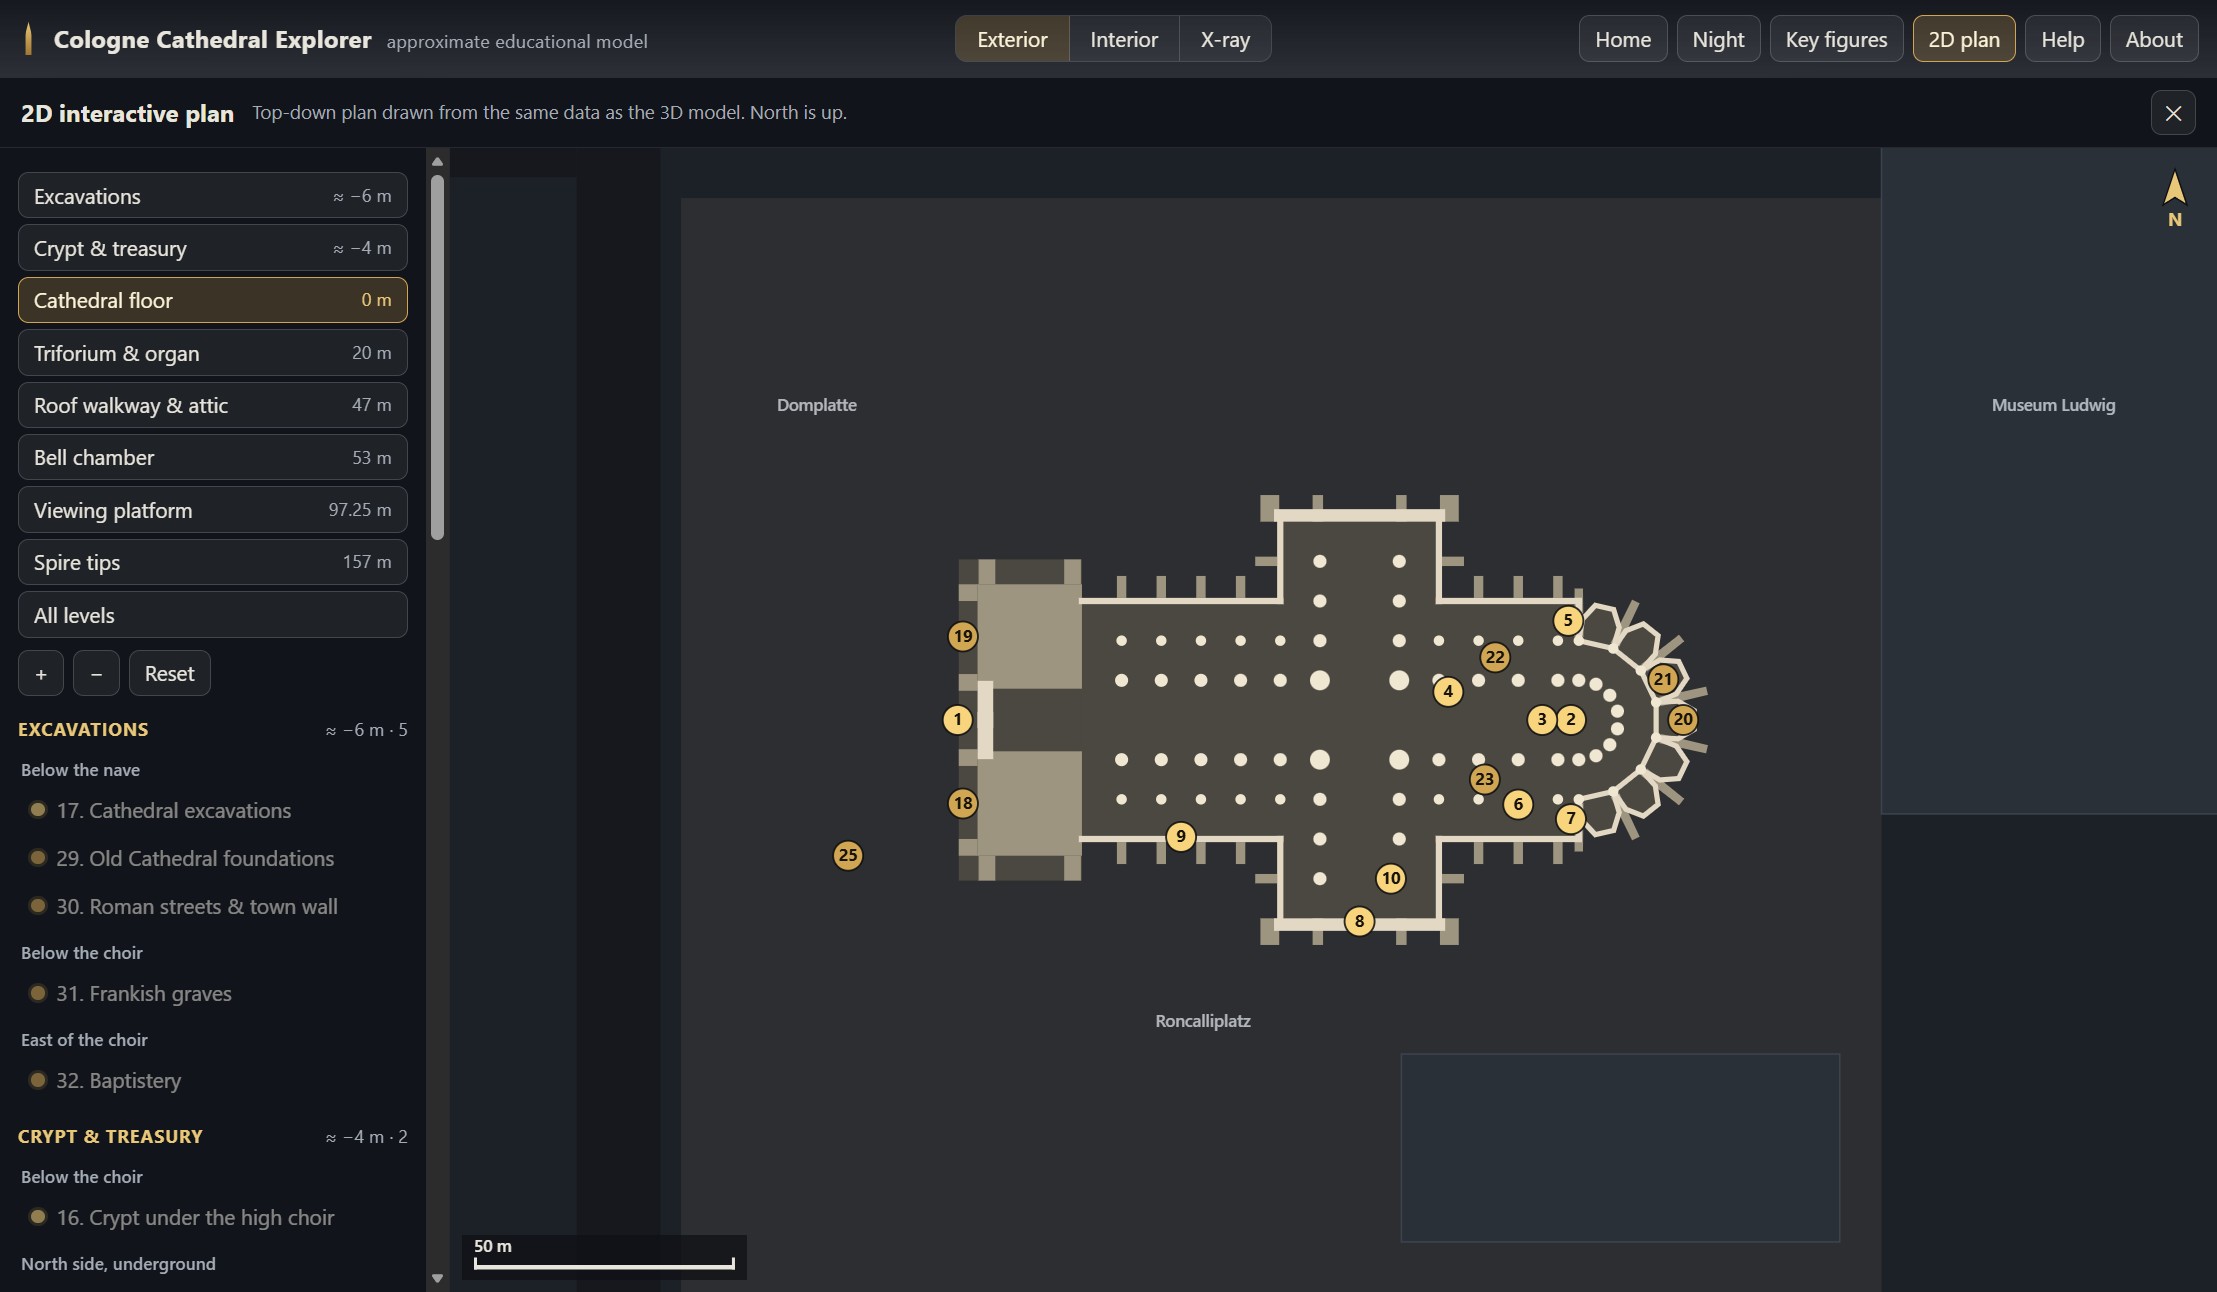 Cologne Cathedral Explorer approximate educational model
Exterior Interior X-ray
Home Night Key figures 2D plan Help About
2D interactive plan Top-down plan drawn from the same data as the 3D model. North is up.
Excavations ≈ −6 m
Crypt & treasury ≈ −4 m
Cathedral floor 0 m
Triforium & organ 20 m
Roof walkway & attic 47 m
Bell chamber 53 m
Viewing platform 97.25 m
Spire tips 157 m
All levels
+ − Reset
EXCAVATIONS ≈ −6 m · 5
Below the nave
17. Cathedral excavations
29. Old Cathedral foundations
30. Roman streets & town wall
Below the choir
31. Frankish graves
East of the choir
32. Baptistery
CRYPT & TREASURY ≈ −4 m · 2
Below the choir
16. Crypt under the high choir
North side, underground
N
Domplatte
Museum Ludwig
5
19
22
21
4
1
3
2
20
23
18
6
7
9
25
10
8
Roncalliplatz
50 m